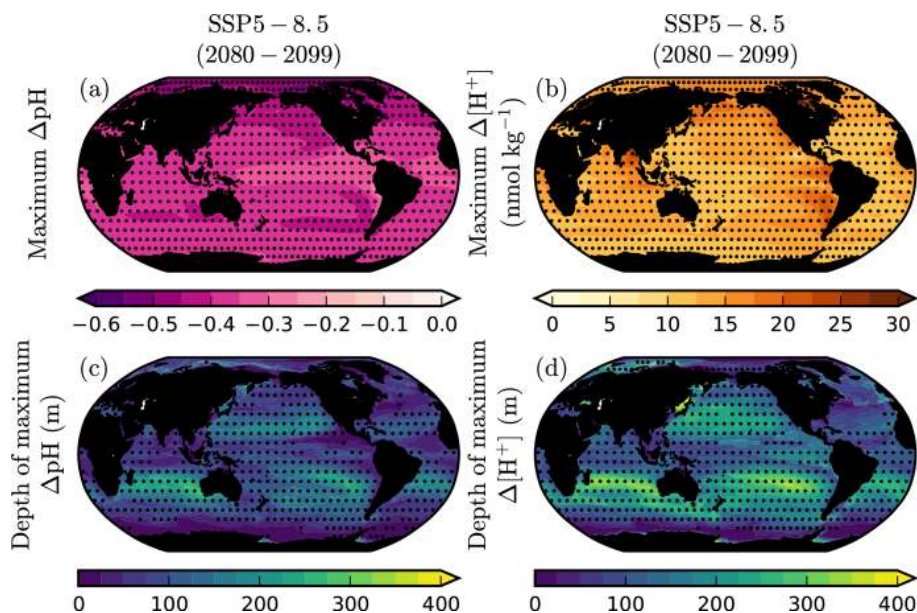 SSP5 – 8.5
(2080 – 2099)
SSP5 – 8.5
(2080 – 2099)
(a)
Maximum ΔpH
(b)
Maximum Δ[H⁺]
(nmol kg⁻¹)
−0.6 −0.5 −0.4 −0.3 −0.2 −0.1 0.0
0 5 10 15 20 25 30
(c)
Depth of maximum
ΔpH (m)
(d)
Depth of maximum
Δ[H⁺] (m)
0 100 200 300 400
0 100 200 300 400